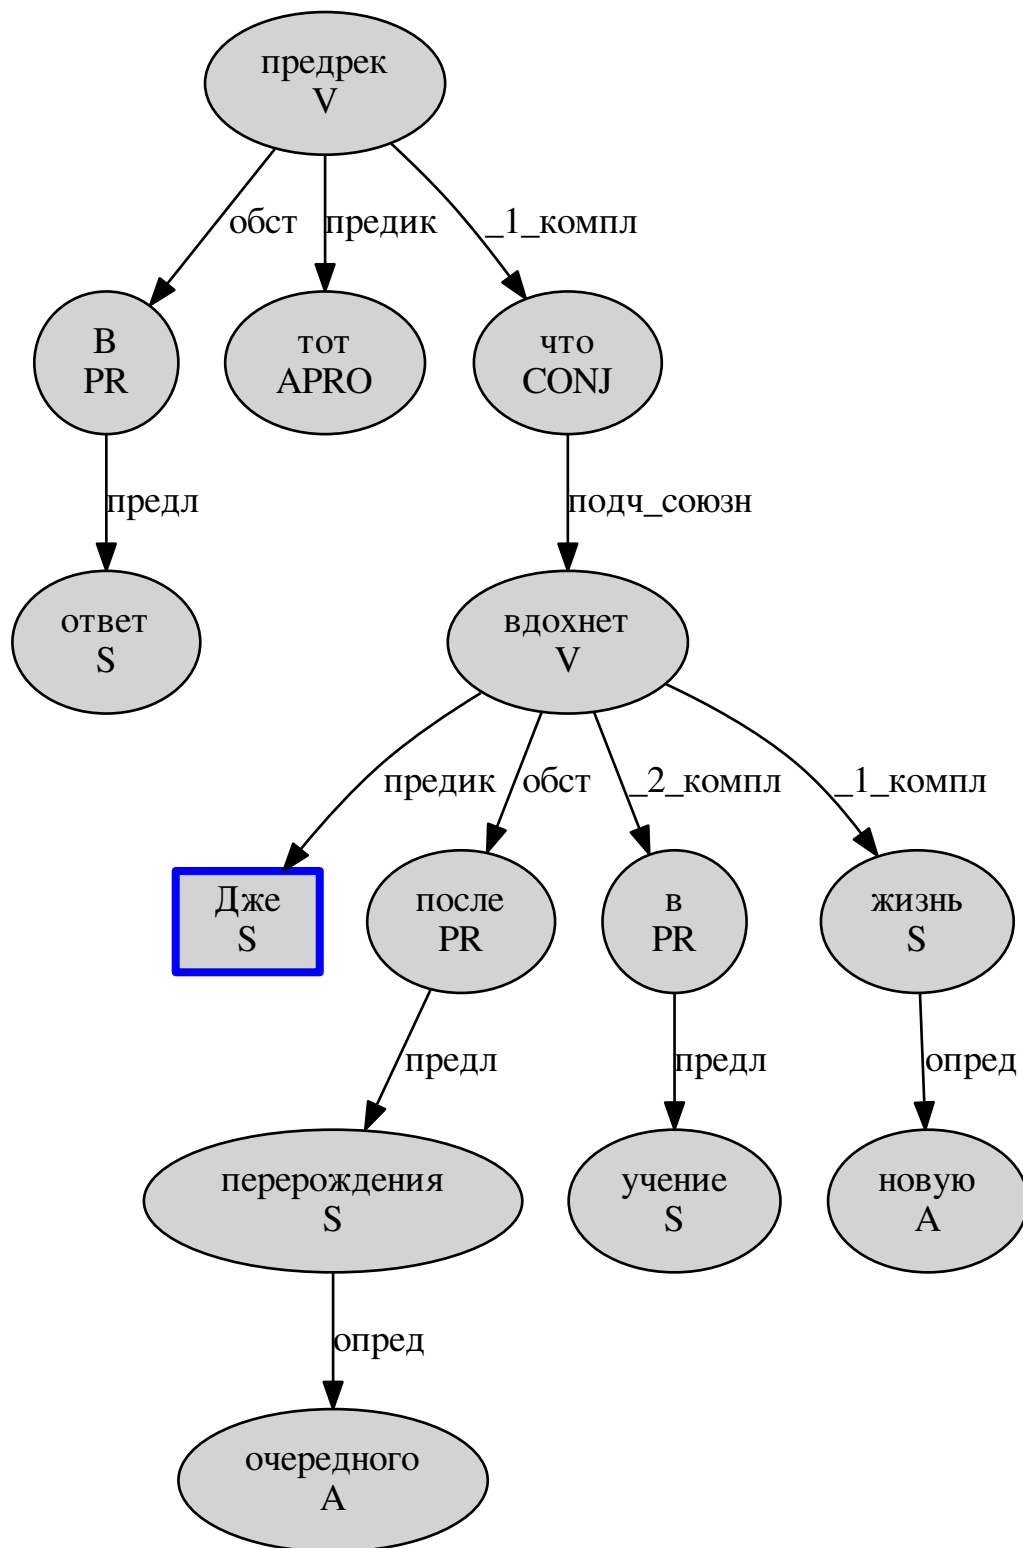 предрек
V
обст
предик
_1_компл
В
PR
тот
APRO
что
CONJ
предл
подч_союзн
ответ
S
вдохнет
V
предик
обст
_2_компл
_1_компл
Дже
S
после
PR
в
PR
жизнь
S
предл
предл
опред
перерождения
S
учение
S
новую
A
опред
очередного
A